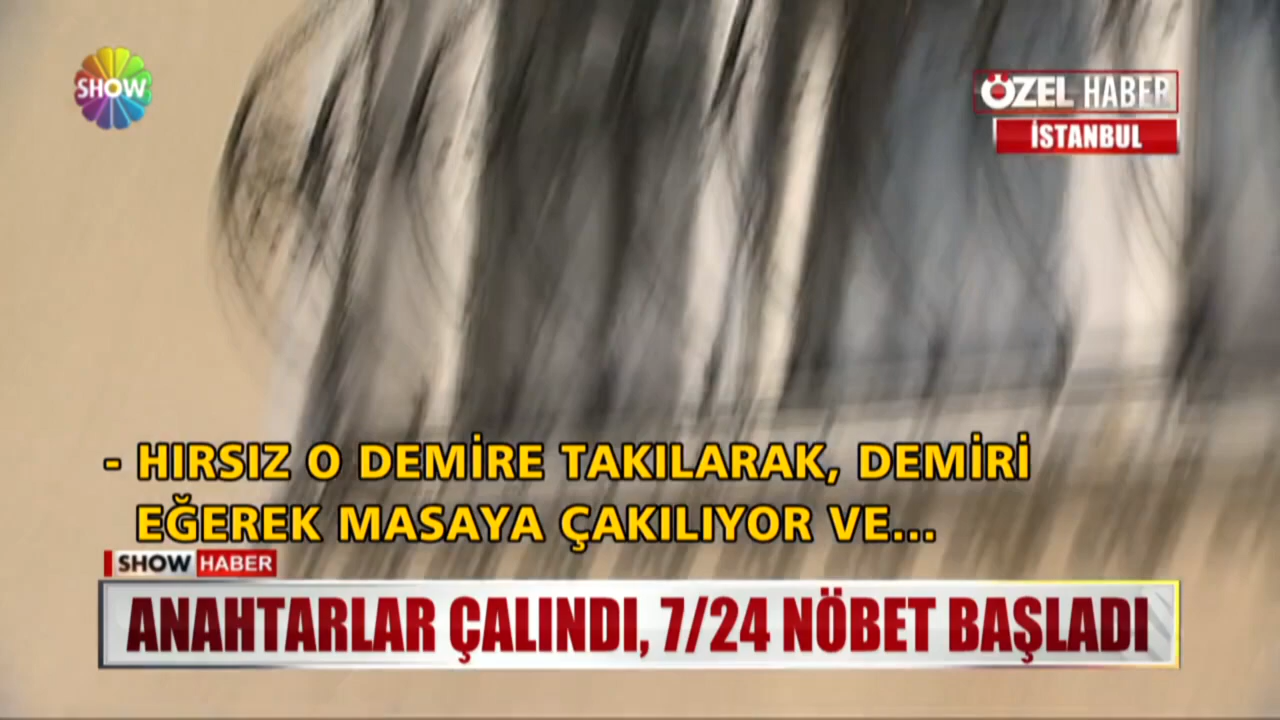 SHOW
ÖZEL HABER
İSTANBUL
- HIRSIZ O DEMİRE TAKILARAK, DEMİRİ
EĞEREK MASAYA ÇAKILIYOR VE...
SHOW HABER
ANAHTARLAR ÇALINDI, 7/24 NÖBET BAŞLADI